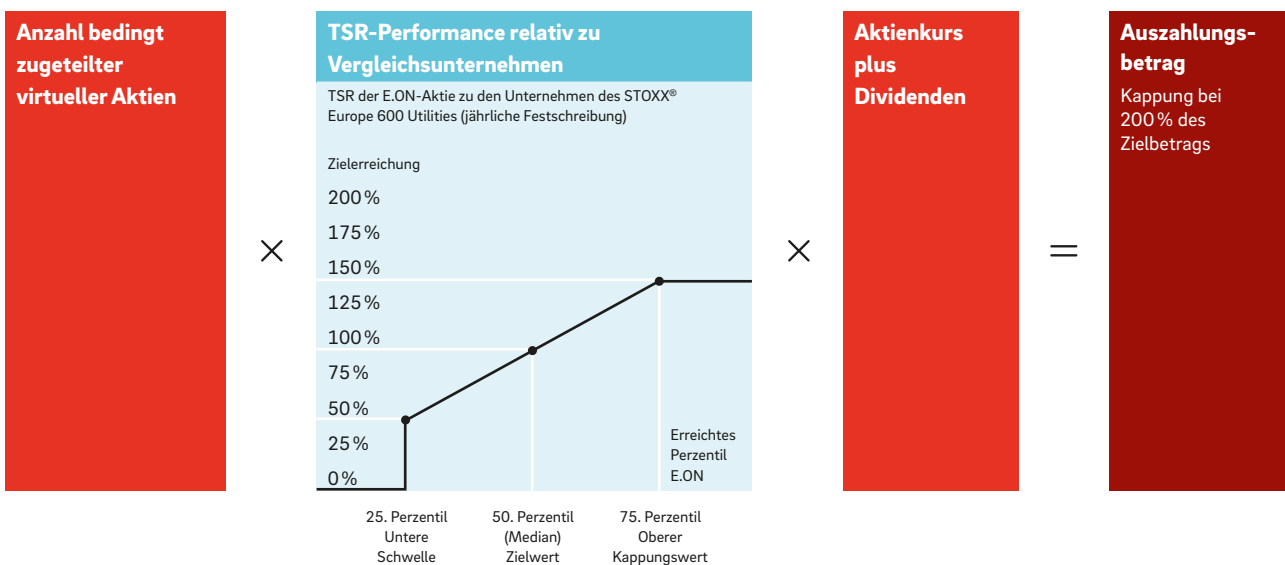 Anzahl bedingt
zugeteilter
virtueller Aktien
×
TSR-Performance relativ zu
Vergleichsunternehmen
TSR der E.ON-Aktie zu den Unternehmen des STOXX®
Europe 600 Utilities (jährliche Festschreibung)
Zielerreichung
200 %
175 %
150 %
125 %
100 %
75 %
50 %
25 %
0 %
Erreichtes
Perzentil
E.ON
25. Perzentil
Untere
Schwelle
50. Perzentil
(Median)
Zielwert
75. Perzentil
Oberer
Kappungswert
×
Aktienkurs
plus
Dividenden
=
Auszahlungs-
betrag
Kappung bei
200 % des
Zielbetrags